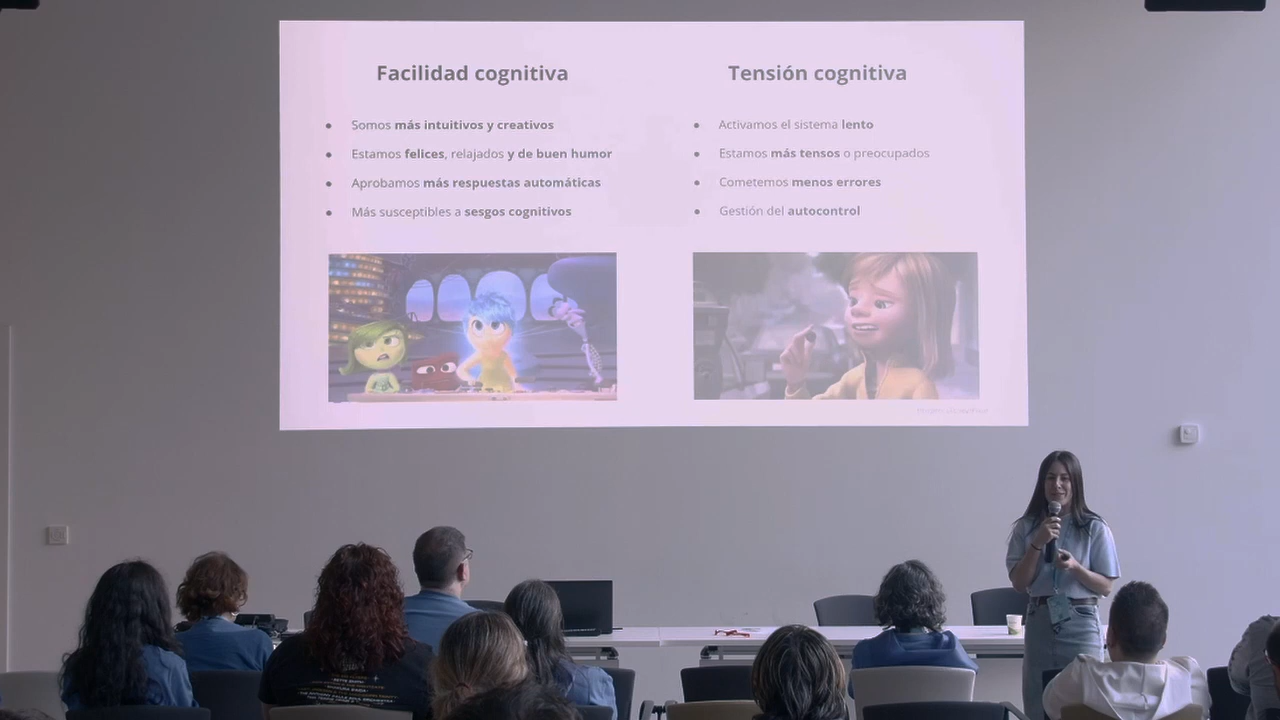 Facilidad cognitiva
Somos más intuitivos y creativos
Estamos felices, relajados y de buen humor
Aprobamos más respuestas automáticas
Más susceptibles a sesgos cognitivos
Tensión cognitiva
Activamos el sistema lento
Estamos más tensos o preocupados
Cometemos menos errores
Gestión del autocontrol